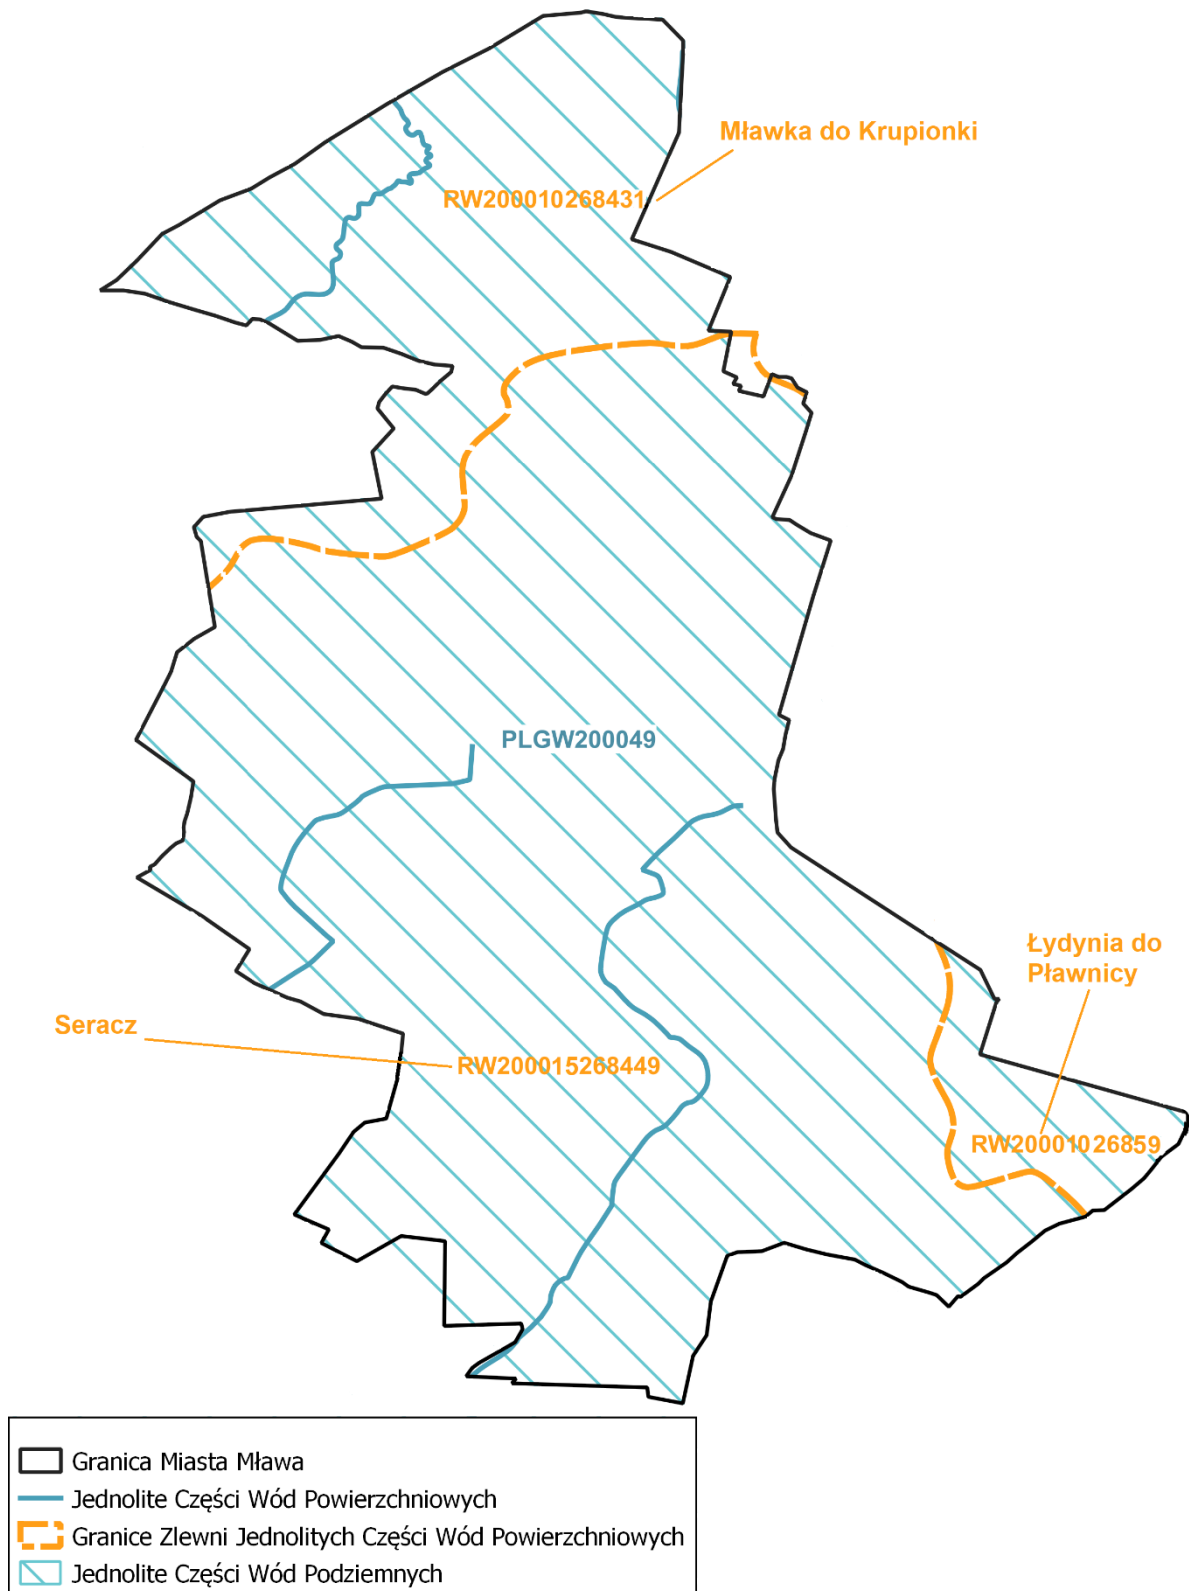 Mławka do Krupionki
RW200010268431
PLGW200049
Łydynia do
Pławnicy
Seracz
RW200015268449
RW20001026859
Granica Miasta Mława
Jednolite Części Wód Powierzchniowych
Granice Zlewni Jednolitych Części Wód Powierzchniowych
Jednolite Części Wód Podziemnych